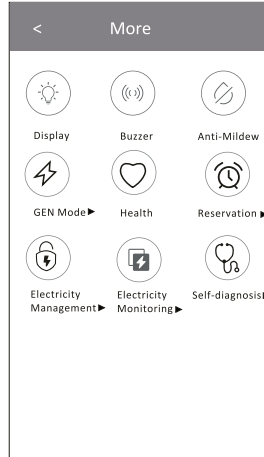 < More
Display Buzzer Anti-Mildew
GEN Mode▶ Health Reservation▶
Electricity Electricity Self-diagnosis▶
Management▶ Monitoring▶